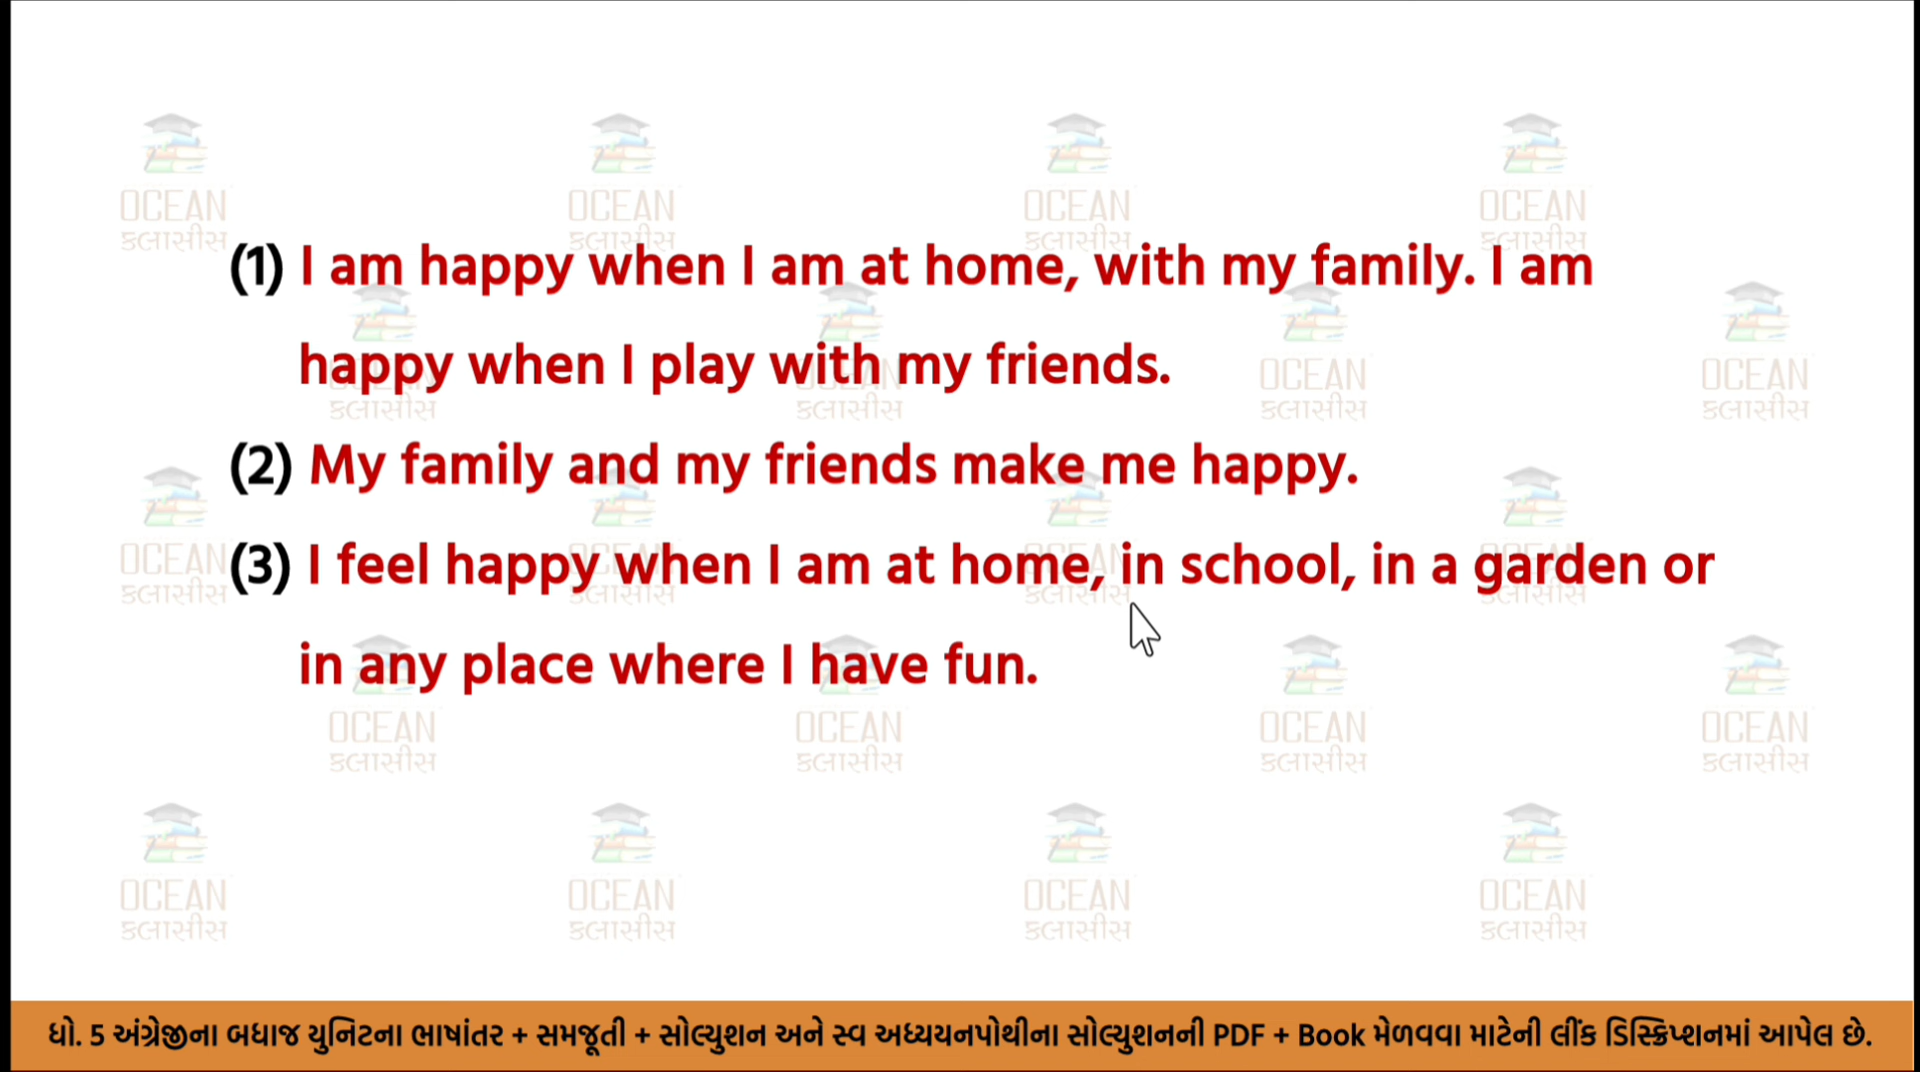 OCEAN
ક્લાસીસ
(1) I am happy when I am at home, with my family. I am
happy when I play with my friends.
(2) My family and my friends make me happy.
(3) I feel happy when I am at home, in school, in a garden or
in any place where I have fun.
ધો. 5 અંગ્રેજીના બધાજ યુનિટના ભાષાંતર + સમજૂતી + સોલ્યુશન અને સ્વ અધ્યયનપોથીના સોલ્યુશનની PDF + Book મેળવવા માટેની લીંક ડિસ્ક્રિપ્શનમાં આપેલ છે.